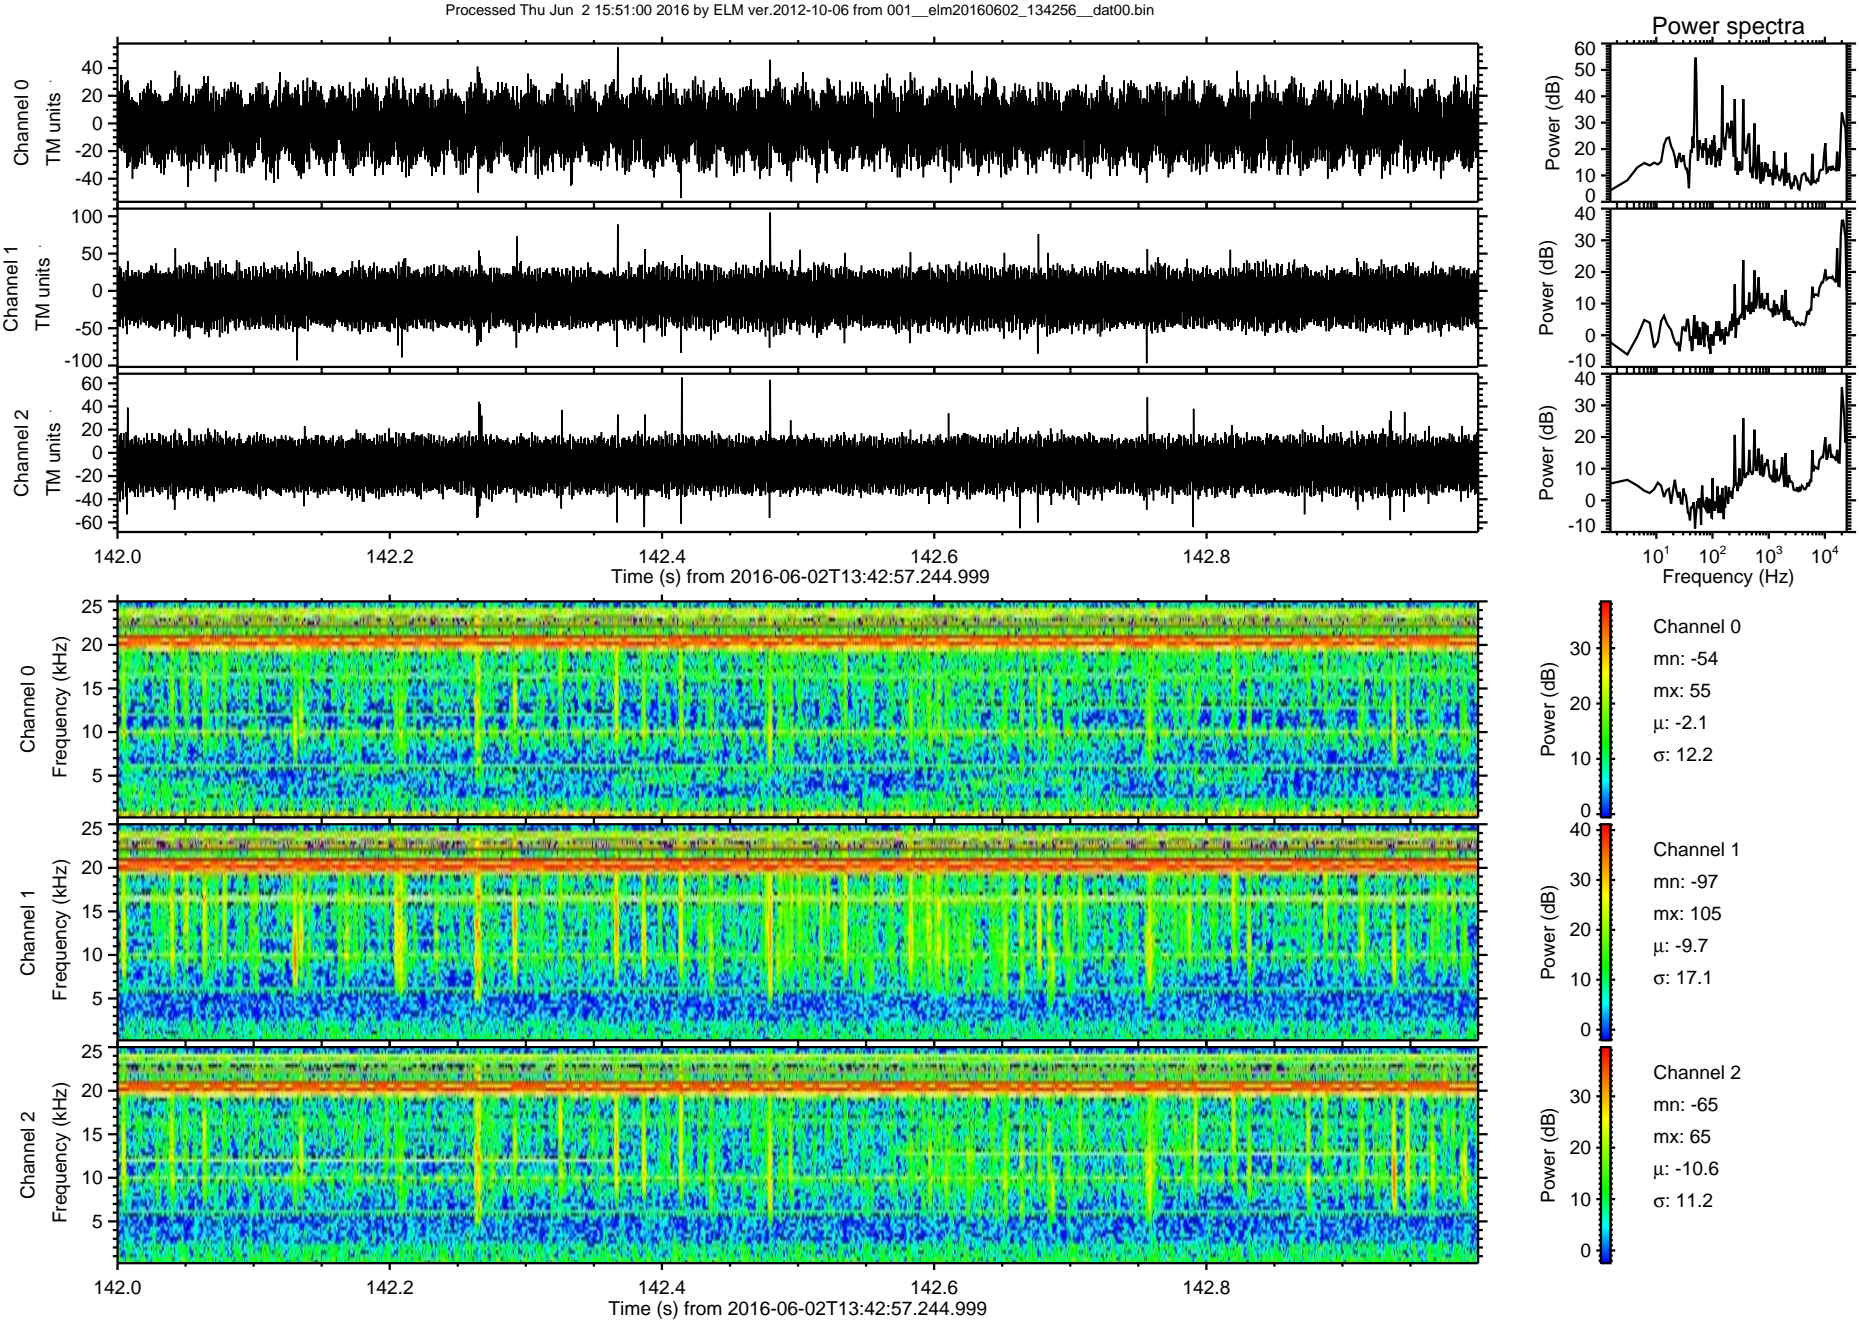 Processed Thu Jun  2 15:51:00 2016 by ELM ver.2012-10-06 from 001__elm20160602_134256__dat00.bin
Power spectra
Channel 0
TM units
40
20
0
-20
-40
Power (dB)
60
50
40
30
20
10
0
Channel 1
TM units
100
50
0
-50
-100
Power (dB)
40
30
20
10
0
-10
Channel 2
TM units
60
40
20
0
-20
-40
-60
Power (dB)
40
30
20
10
0
-10
142.0 142.2 142.4 142.6 142.8
Time (s) from 2016-06-02T13:42:57.244.999
10¹ 10² 10³ 10⁴
Frequency (Hz)
Channel 0
Frequency (kHz)
25
20
15
10
5
Power (dB)
30
20
10
0
Channel 0
mn: -54
mx: 55
μ: -2.1
σ: 12.2
Channel 1
Frequency (kHz)
25
20
15
10
5
Power (dB)
40
30
20
10
0
Channel 1
mn: -97
mx: 105
μ: -9.7
σ: 17.1
Channel 2
Frequency (kHz)
25
20
15
10
5
Power (dB)
30
20
10
0
Channel 2
mn: -65
mx: 65
μ: -10.6
σ: 11.2
142.0 142.2 142.4 142.6 142.8
Time (s) from 2016-06-02T13:42:57.244.999